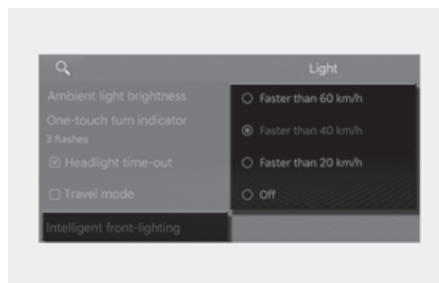 Light
Ambient light brightness
One-touch turn indicator
3 flashes
Headlight time-out
Travel mode
Intelligent front-lighting
Faster than 60 km/h
Faster than 40 km/h
Faster than 20 km/h
Off